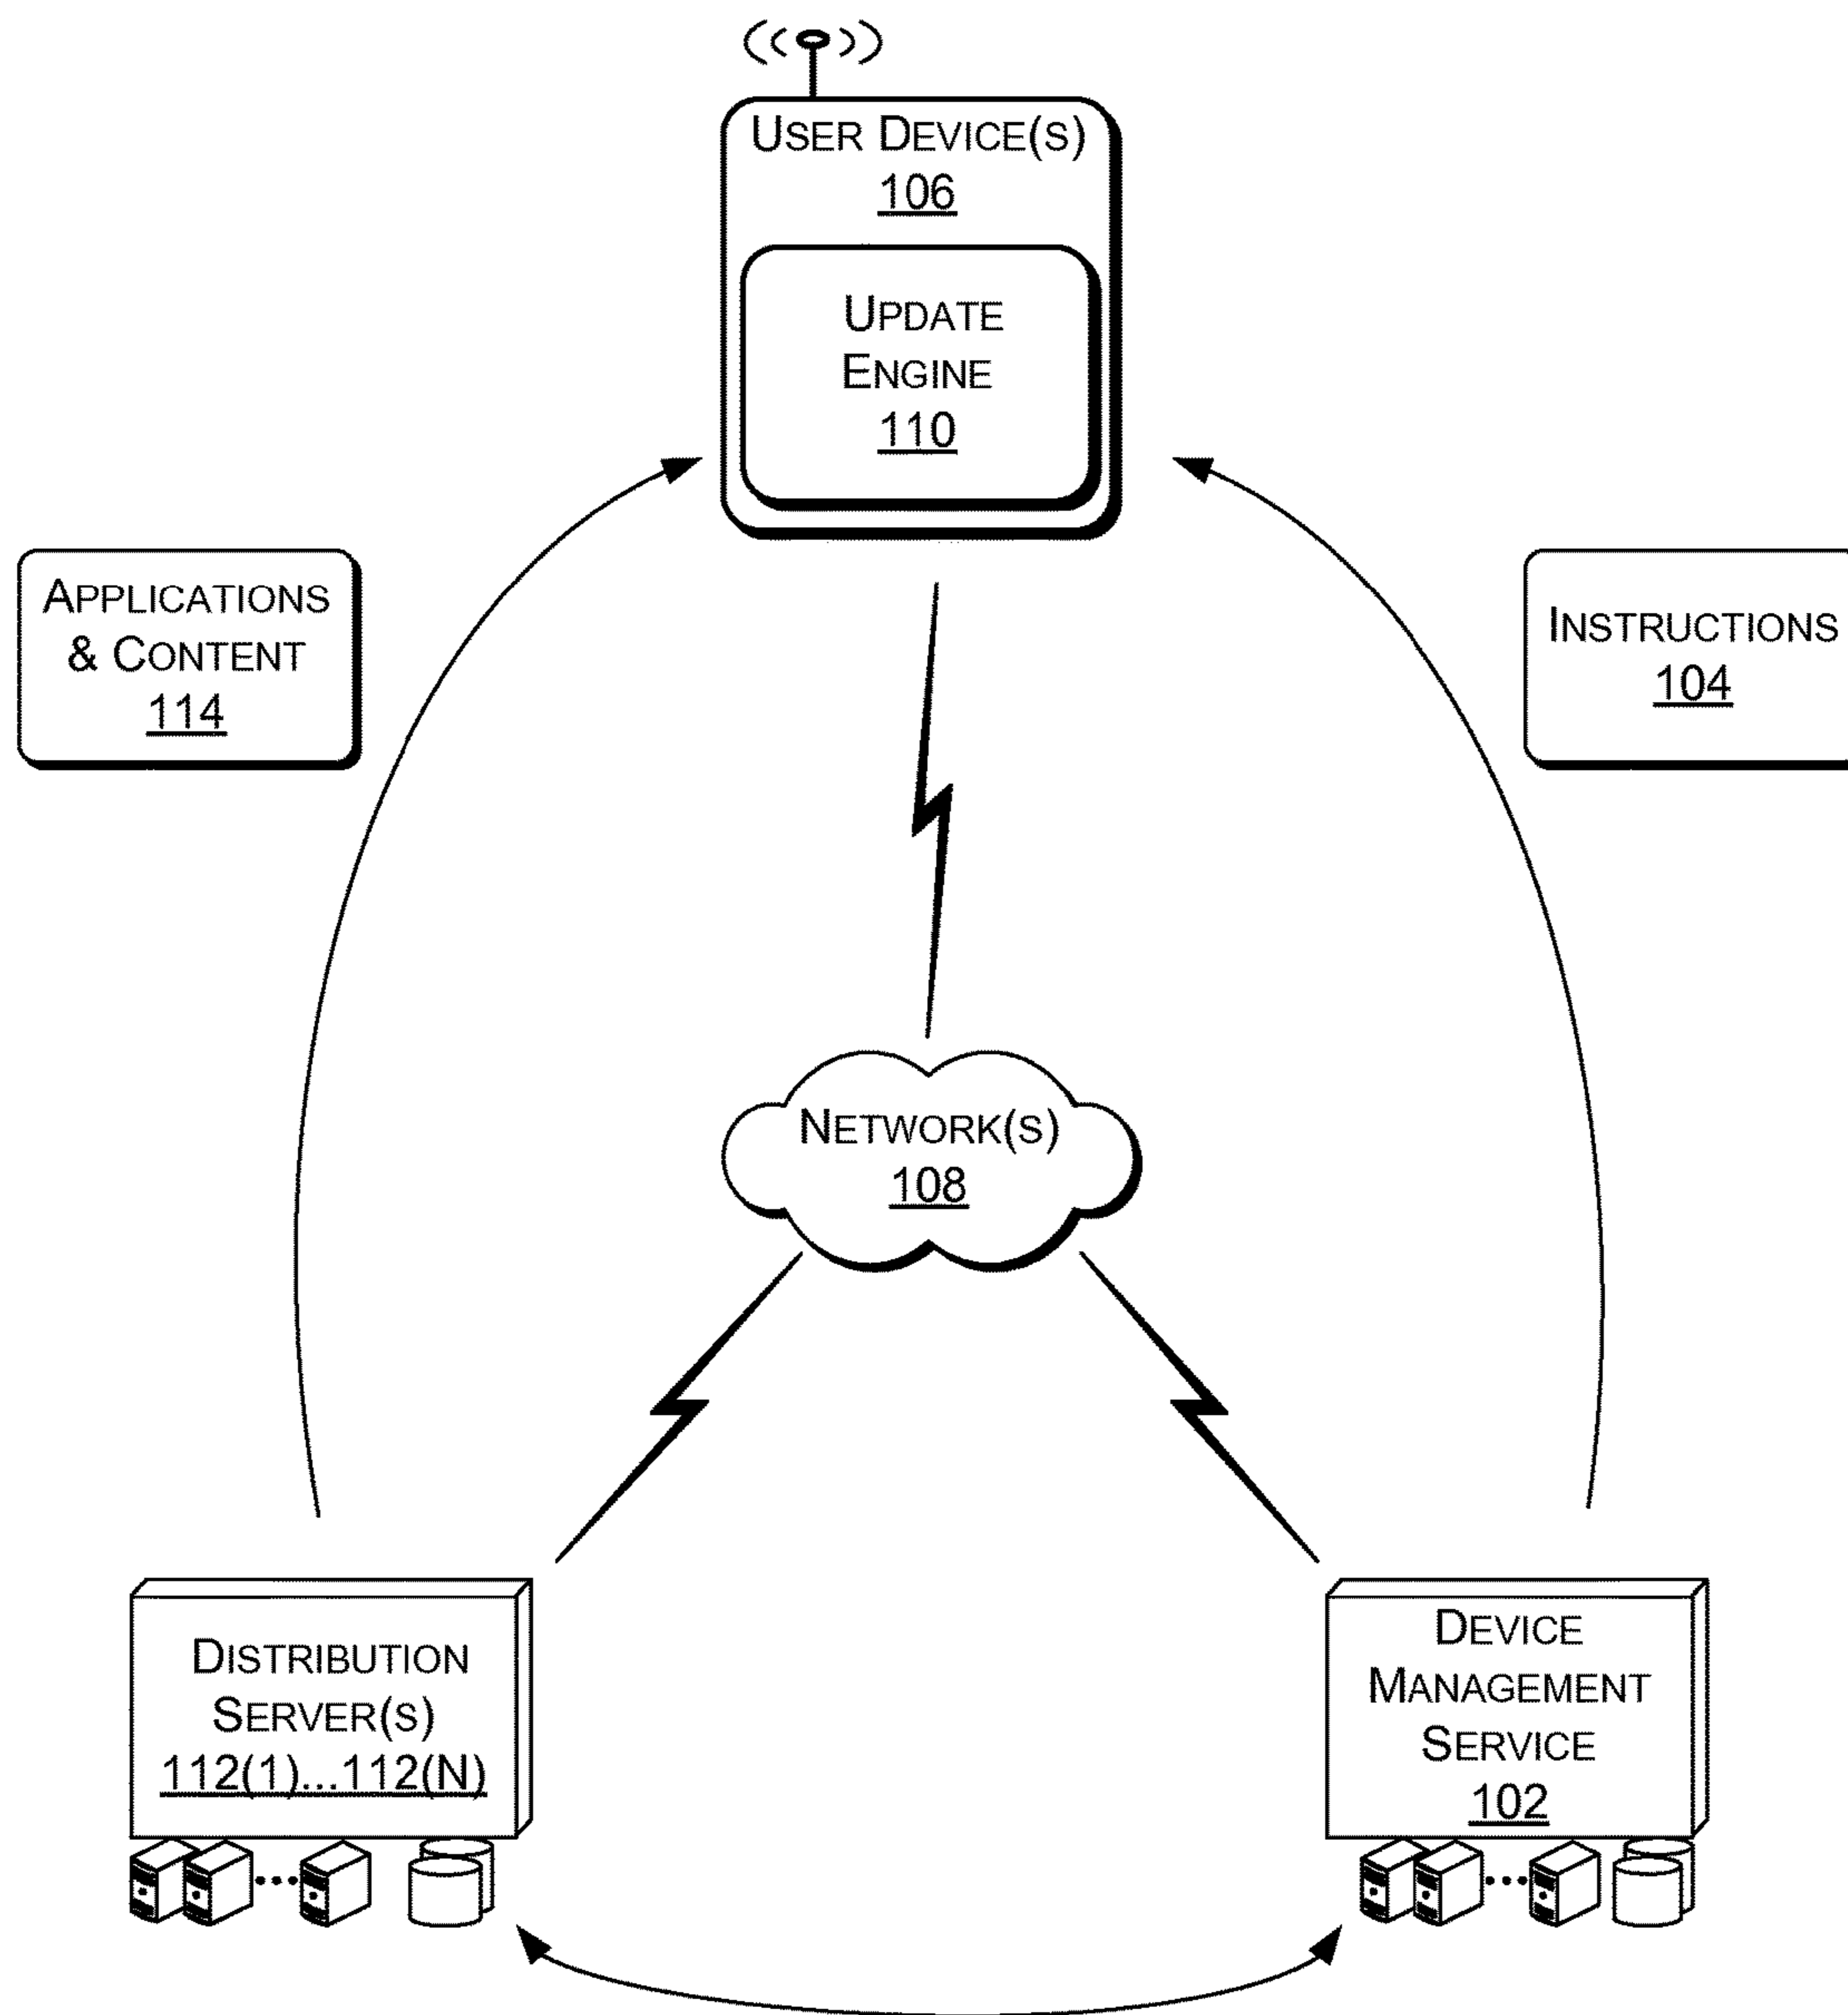 USER DEVICE(S)
106
UPDATE
ENGINE
110
APPLICATIONS
& CONTENT
114
INSTRUCTIONS
104
NETWORK(S)
108
DISTRIBUTION
SERVER(S)
112(1)...112(N)
DEVICE
MANAGEMENT
SERVICE
102